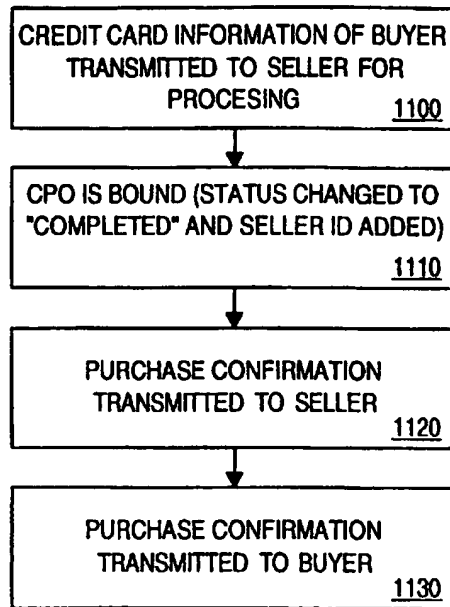 CREDIT CARD INFORMATION OF BUYER
TRANSMITTED TO SELLER FOR
PROCESING
1100
CPO IS BOUND (STATUS CHANGED TO
"COMPLETED" AND SELLER ID ADDED)
1110
PURCHASE CONFIRMATION
TRANSMITTED TO SELLER
1120
PURCHASE CONFIRMATION
TRANSMITTED TO BUYER
1130